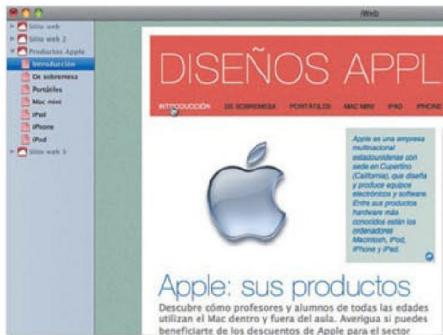 iWeb
Sitio web
Sitio web 2
Productos Apple
Introducción
De sobremesa
Portátiles
Mac mini
iPad
iPhone
iPod
Sitio web 3
DISEÑOS APPL
INTRODUCCIÓN DE SOBREMESA PORTÁTILES MAC MINI IPAD IPHONE
Apple es una empresa
multinacional
estadounidense con
sede en Cupertino
(California), que diseña
y produce equipos
electrónicos y software.
Entre sus productos
hardware más
conocidos están los
ordenadores
Macintosh, iPod,
iPhone y iPad.
Apple: sus productos
Descubre cómo profesores y alumnos de todas las edades
utilizan el Mac dentro y fuera del aula. Averigua si puedes
beneficiarte de los descuentos de Apple para el sector